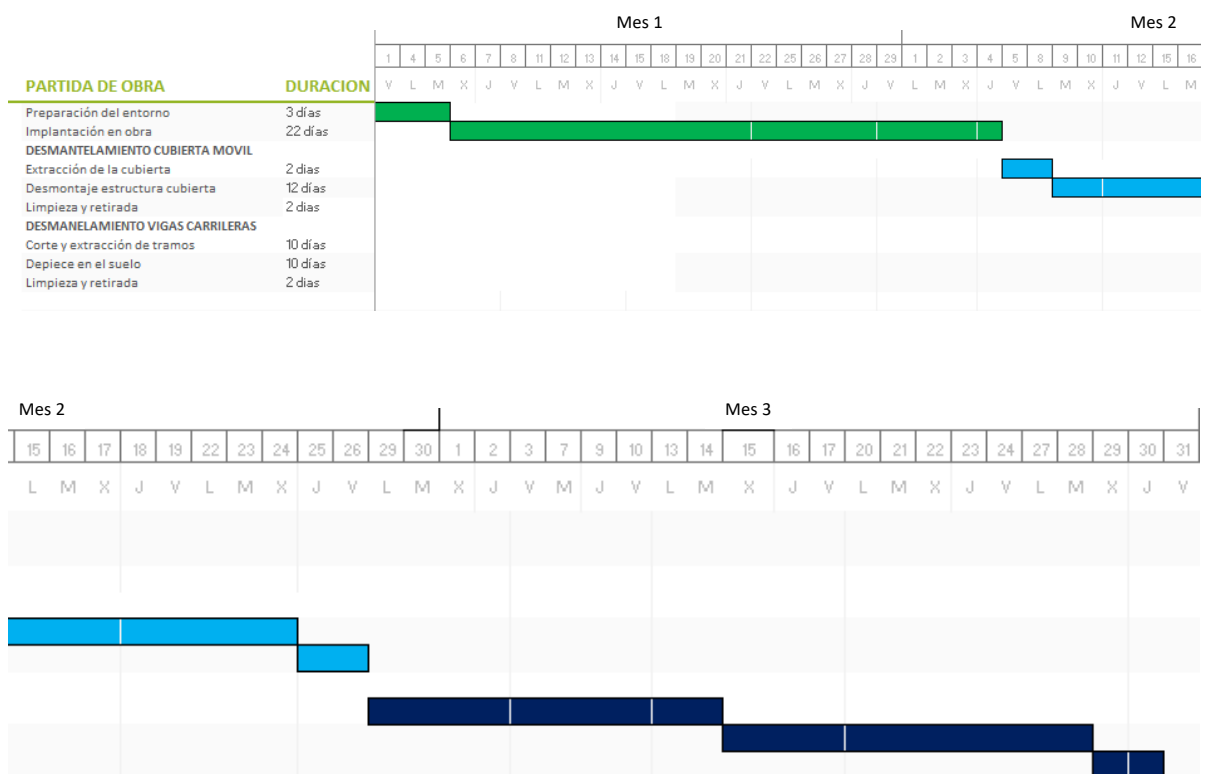 Mes 1 Mes 2
1 4 5 6 7 8 11 12 13 14 15 18 19 20 21 22 25 26 27 28 29 1 2 3 4 5 8 9 10 11 12 15 16
PARTIDA DE OBRA DURACION V L M X J V L M X J V L M X J V L M X J V L M X J V L M X J V L M
Preparación del entorno 3 días
Implantación en obra 22 días
DESMANTELAMIENTO CUBIERTA MOVIL
Extracción de la cubierta 2 dias
Desmontaje estructura cubierta 12 días
Limpieza y retirada 2 dias
DESMANELAMIENTO VIGAS CARRILERAS
Corte y extracción de tramos 10 días
Depiece en el suelo 10 días
Limpieza y retirada 2 dias
Mes 2 Mes 3
15 16 17 18 19 22 23 24 25 26 29 30 1 2 3 7 9 10 13 14 15 16 17 20 21 22 23 24 27 28 29 30 31
L M X J V L M X J V L M X J V M J V L M X J V L M X J V L M X J V